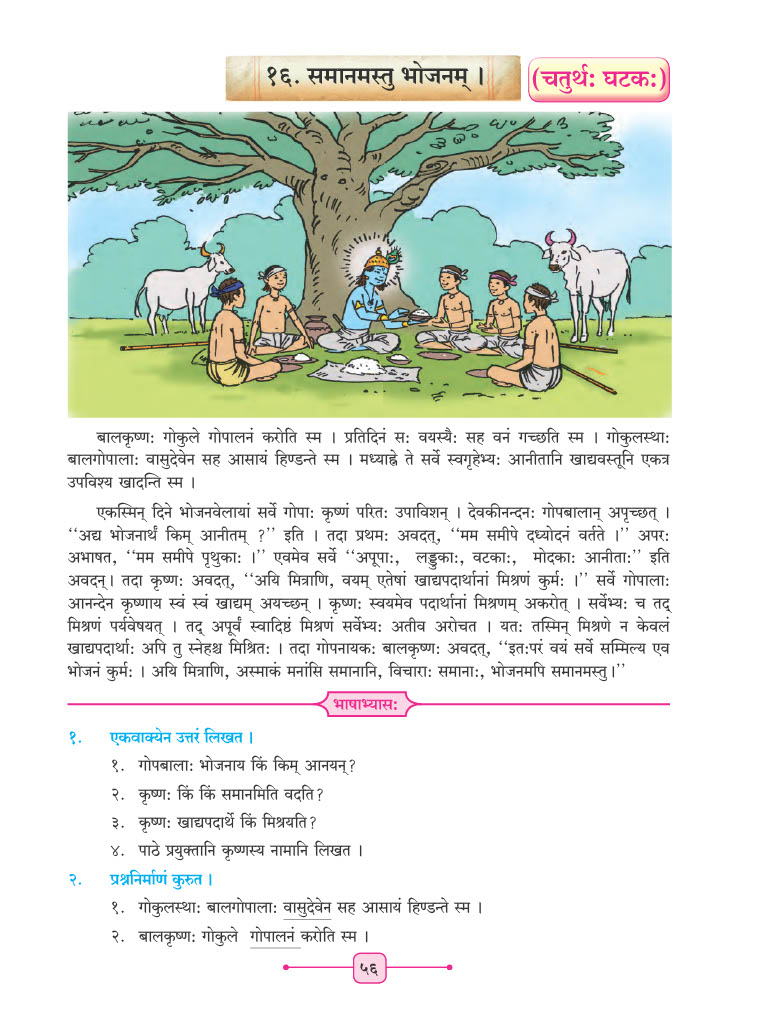 १६. समानमस्तु भोजनम् ।
(चतुर्थः घटकः)
बालकृष्णः गोकुले गोपालनं करोति स्म । प्रतिदिनं सः वयस्यैः सह वनं गच्छति स्म । गोकुलस्थाः
बालगोपालाः वासुदेवेन सह आसायं हिण्डन्ते स्म । मध्याह्ने ते सर्वे स्वगृहेभ्यः आनीतानि खाद्यवस्तूनि एकत्र
उपविश्य खादन्ति स्म ।
एकस्मिन् दिने भोजनवेलायां सर्वे गोपाः कृष्णं परितः उपाविशन् । देवकीनन्दनः गोपबालान् अपृच्छत् ।
‘‘अद्य भोजनार्थं किम् आनीतम् ?’’ इति । तदा प्रथमः अवदत्, ‘‘मम समीपे दध्योदनं वर्तते ।’’ अपरः
अभाषत, ‘‘मम समीपे पृथुकाः ।’’ एवमेव सर्वे ‘‘अपूपाः, लड्डुकाः, वटकाः, मोदकाः आनीताः’’ इति
अवदन्। तदा कृष्णः अवदत्, ‘‘अयि मित्राणि, वयम् एतेषां खाद्यपदार्थानां मिश्रणं कुर्मः ।’’ सर्वे गोपालाः
आनन्देन कृष्णाय स्वं स्वं खाद्यम् अयच्छन् । कृष्णः स्वयमेव पदार्थानां मिश्रणम् अकरोत् । सर्वेभ्यः च तद्
मिश्रणं पर्यवेषयत् । तद् अपूर्वं स्वादिष्ठं मिश्रणं सर्वेभ्यः अतीव अरोचत । यतः तस्मिन् मिश्रणे न केवलं
खाद्यपदार्थाः अपि तु स्नेहश्च मिश्रितः । तदा गोपनायकः बालकृष्णः अवदत्, ‘‘इतःपरं वयं सर्वे सम्मिल्य एव
भोजनं कुर्मः । अयि मित्राणि, अस्माकं मनांसि समानानि, विचाराः समानाः, भोजनमपि समानमस्तु।’’
भाषाभ्यासः
१. एकवाक्येन उत्तरं लिखत ।
१. गोपबालाः भोजनाय किं किम् आनयन्?
२. कृष्णः किं किं समानमिति वदति?
३. कृष्णः खाद्यपदार्थे किं मिश्रयति?
४. पाठे प्रयुक्तानि कृष्णस्य नामानि लिखत ।
२. प्रश्ननिर्माणं कुरुत ।
१. गोकुलस्थाः बालगोपालाः वासुदेवेन सह आसायं हिण्डन्ते स्म ।
२. बालकृष्णः गोकुले गोपालनं करोति स्म ।
५६